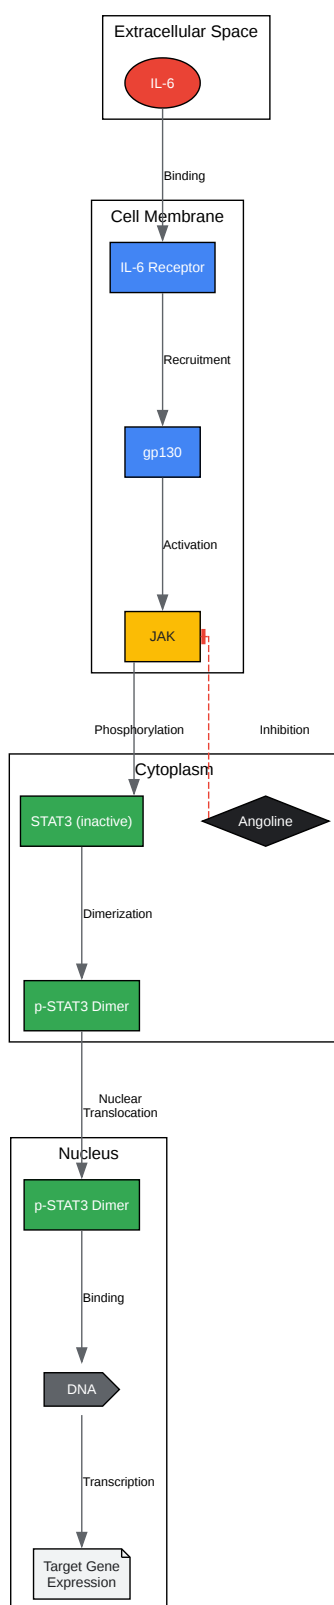 Extracellular Space
IL-6
Binding
Cell Membrane
IL-6 Receptor
Recruitment
gp130
Activation
JAK
Phosphorylation
Inhibition
Cytoplasm
STAT3 (inactive)
Angoline
Dimerization
p-STAT3 Dimer
Nuclear
Translocation
Nucleus
p-STAT3 Dimer
Binding
DNA
Transcription
Target Gene
Expression